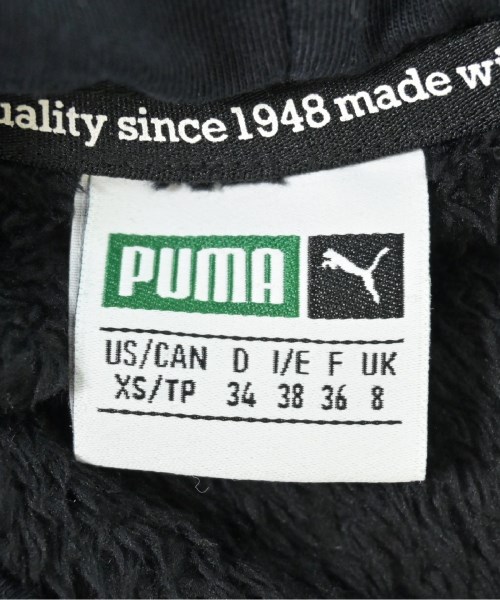 uality since 1948 made wi
PUMA
US/CAN D I/E F UK
XS/TP 34 38 36 8